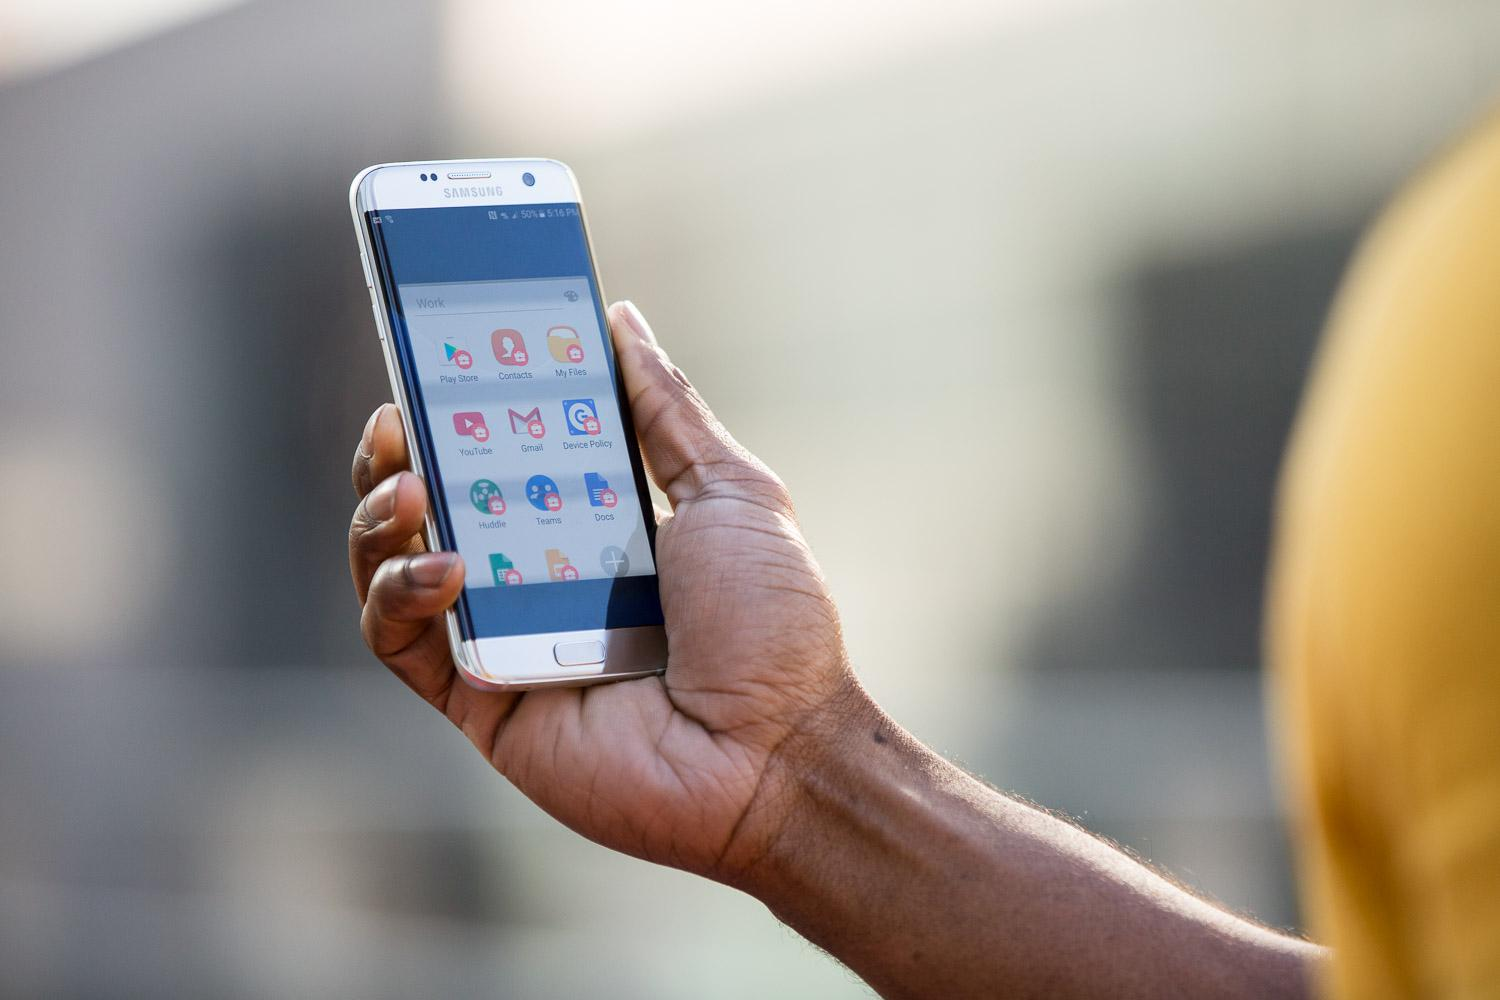 SAMSUNG
50% 5:16 PM
Work
Play Store Contacts My Files
YouTube Gmail Device Policy
Huddle Teams Docs